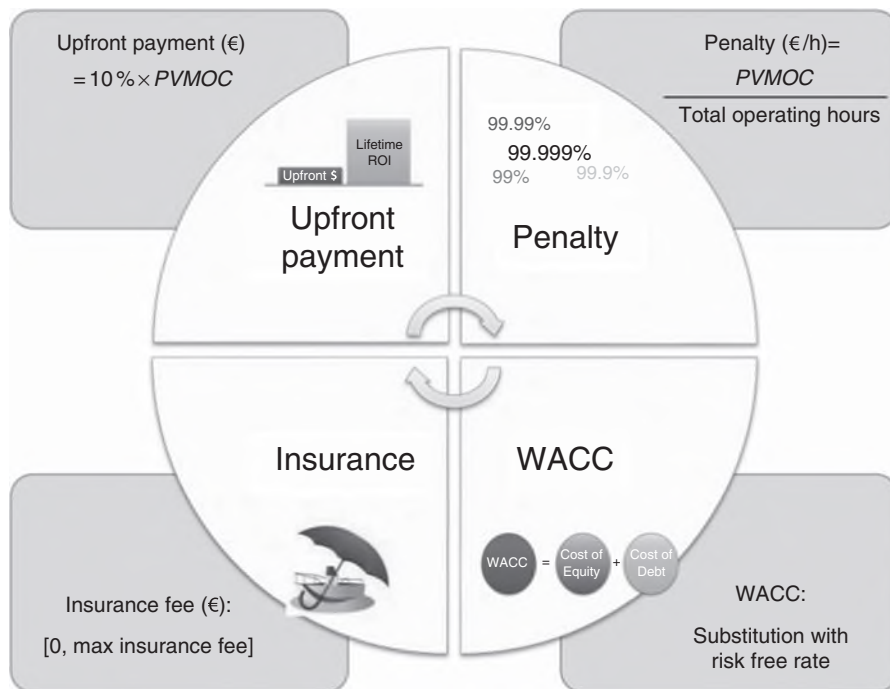 Upfront payment (€)
= 10 % × PVMOC
Penalty (€/h)=
PVMOC
Total operating hours
Lifetime
ROI
Upfront $
Upfront
payment
99.99%
99.999%
99%
99.9%
Penalty
Insurance
WACC
WACC = Cost of Equity + Cost of Debt
Insurance fee (€):
[0, max insurance fee]
WACC:
Substitution with
risk free rate